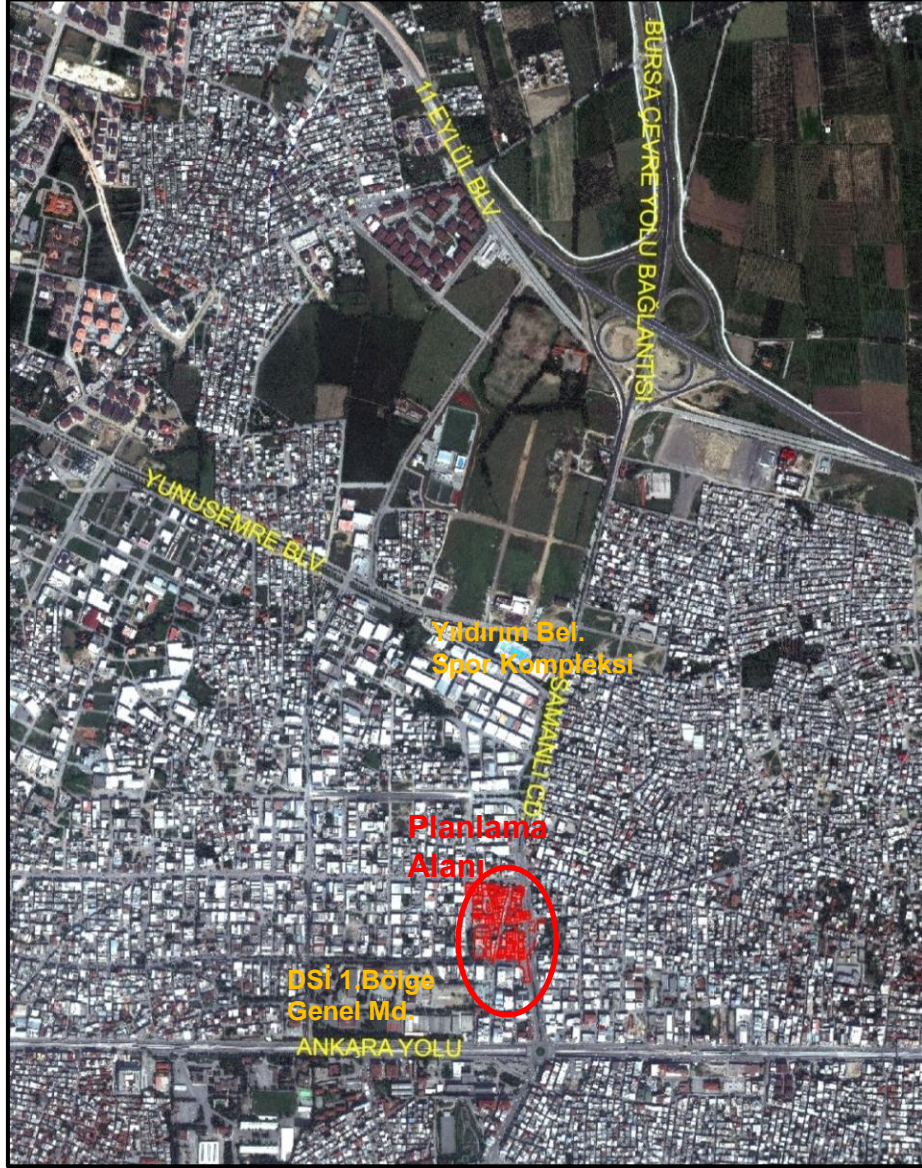 11 EYLÜL BLV
BURSA ÇEVRE YOLU BAĞLANTISI
YUNUSEMRE BLV
Yıldırım Bel.
Spor Kompleksi
SAMANLI CD.
Planlama
Alanı
DSİ 1.Bölge
Genel Md.
ANKARA YOLU